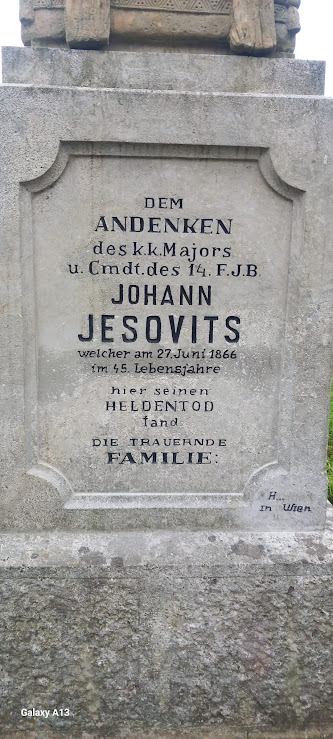 DEM
ANDENKEN
des k.k. Majors
u. Cmdt. des 14. F.J.B.
JOHANN
JESOVITS
welcher am 27. Juni 1866
im 45. Lebensjahre
hier seinen
HELDENTOD
fand
DIE TRAUERNDE
FAMILIE:
H...
in Wien
Galaxy A13